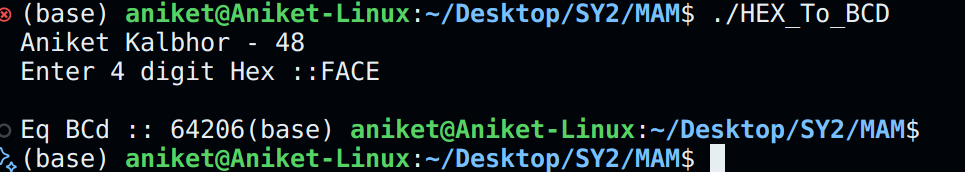 (base) aniket@Aniket-Linux:~/Desktop/SY2/MAM$ ./HEX_To_BCD
Aniket Kalbhor - 48
Enter 4 digit Hex ::FACE
Eq BCd :: 64206(base) aniket@Aniket-Linux:~/Desktop/SY2/MAM$
(base) aniket@Aniket-Linux:~/Desktop/SY2/MAM$